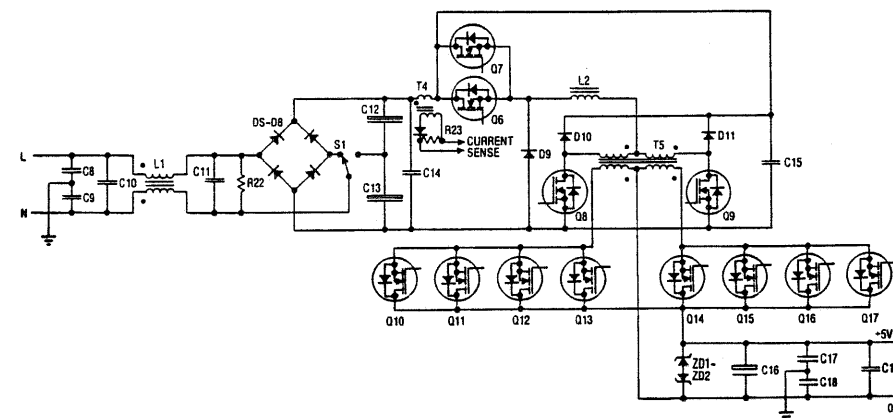 Q7
T4
L2
C12
Q6
DS-D8
S1
R23
D10
T5
D11
CURRENT
SENSE
D9
C15
L
L1
C8
C10
C11
R22
C13
C14
C9
N
Q8
Q9
Q10
Q11
Q12
Q13
Q14
Q15
Q16
Q17
+5V
ZD1-
ZD2
C16
C17
C18
C1
0